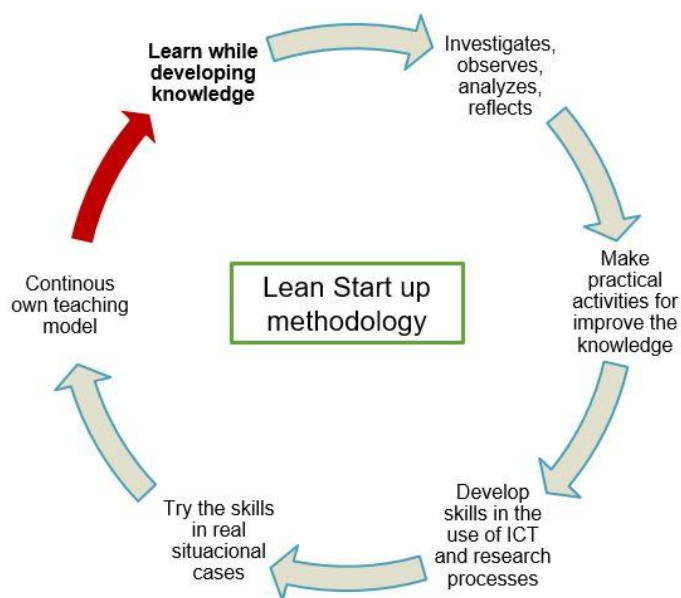 Learn while
developing
knowledge
Investigates,
observes,
analyzes,
reflects
Make
practical
activities for
improve the
knowledge
Develop
skills in the
use of ICT
and research
processes
Try the skills
in real
situacional
cases
Continous
own teaching
model
Lean Start up
methodology